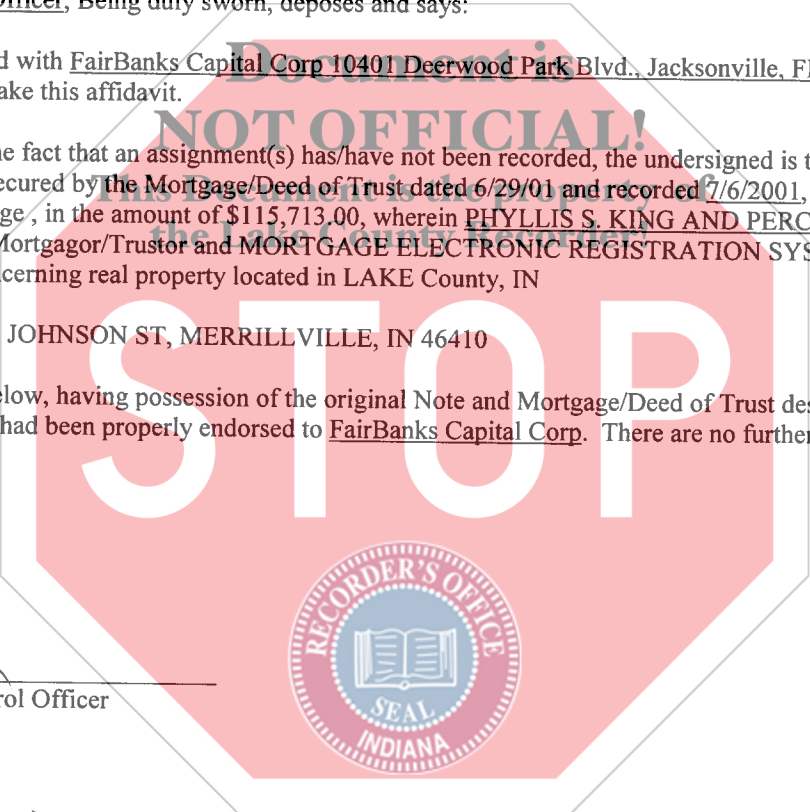 Officer, Being duly sworn, deposes and says:
d with FairBanks Capital Corp 10401 Deerwood Park Blvd., Jacksonville, Fl
ake this affidavit.
Document is
NOT OFFICIAL!
This Document is the property of
the Lake County Recorder!
he fact that an assignment(s) has/have not been recorded, the undersigned is t
ecured by the Mortgage/Deed of Trust dated 6/29/01 and recorded 7/6/2001,
ge , in the amount of $115,713.00, wherein PHYLLIS S. KING AND PERC
Mortgagor/Trustor and MORTGAGE ELECTRONIC REGISTRATION SYS
cerning real property located in LAKE County, IN
JOHNSON ST, MERRILLVILLE, IN 46410
elow, having possession of the original Note and Mortgage/Deed of Trust des
had been properly endorsed to FairBanks Capital Corp. There are no further
STOP
RECORDER'S OFFICE
SEAL
INDIANA
rol Officer